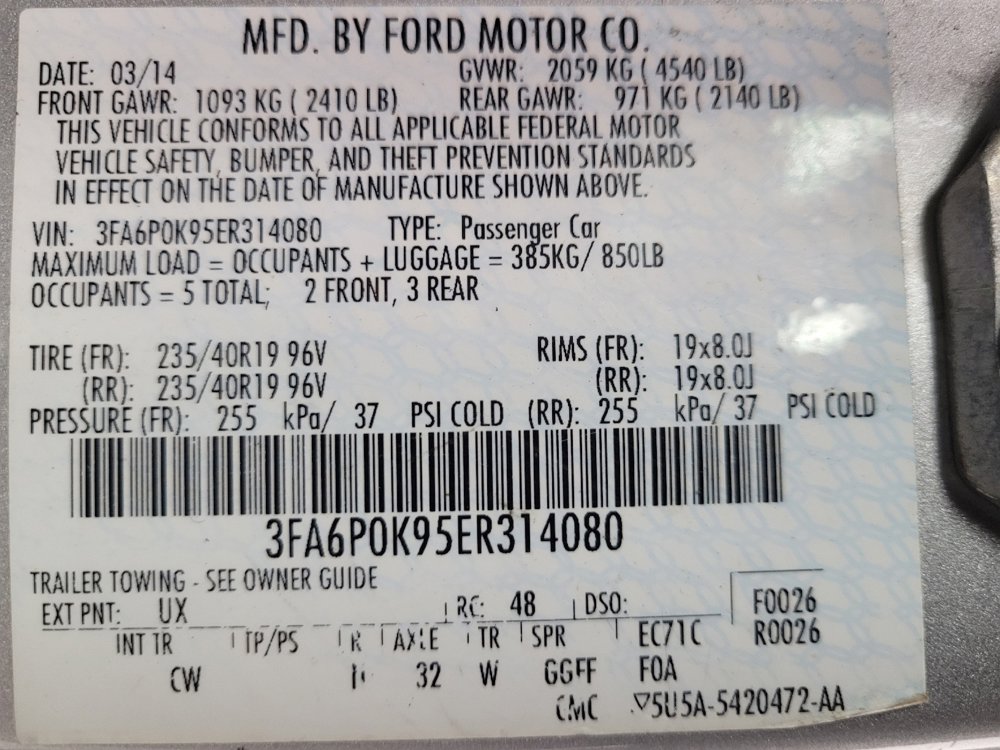 MFD. BY FORD MOTOR CO.
DATE: 03/14 GVWR: 2059 KG ( 4540 LB)
FRONT GAWR: 1093 KG ( 2410 LB) REAR GAWR: 971 KG ( 2140 LB)
THIS VEHICLE CONFORMS TO ALL APPLICABLE FEDERAL MOTOR
VEHICLE SAFETY, BUMPER, AND THEFT PREVENTION STANDARDS
IN EFFECT ON THE DATE OF MANUFACTURE SHOWN ABOVE.
VIN: 3FA6P0K95ER314080 TYPE: Passenger Car
MAXIMUM LOAD = OCCUPANTS + LUGGAGE = 385KG/ 850LB
OCCUPANTS = 5 TOTAL; 2 FRONT, 3 REAR
TIRE (FR): 235/40R19 96V RIMS (FR): 19x8.0J
(RR): 235/40R19 96V (RR): 19x8.0J
PRESSURE (FR): 255 kPa/ 37 PSI COLD (RR): 255 kPa/ 37 PSI COLD
3FA6P0K95ER314080
TRAILER TOWING - SEE OWNER GUIDE
EXT PNT: UX RC: 48 DSO: F0026
INT TR TP/PS R AXLE TR SPR EC71C R0026
CW 32 W GGFF FOA
CMC ▽5U5A-5420472-AA